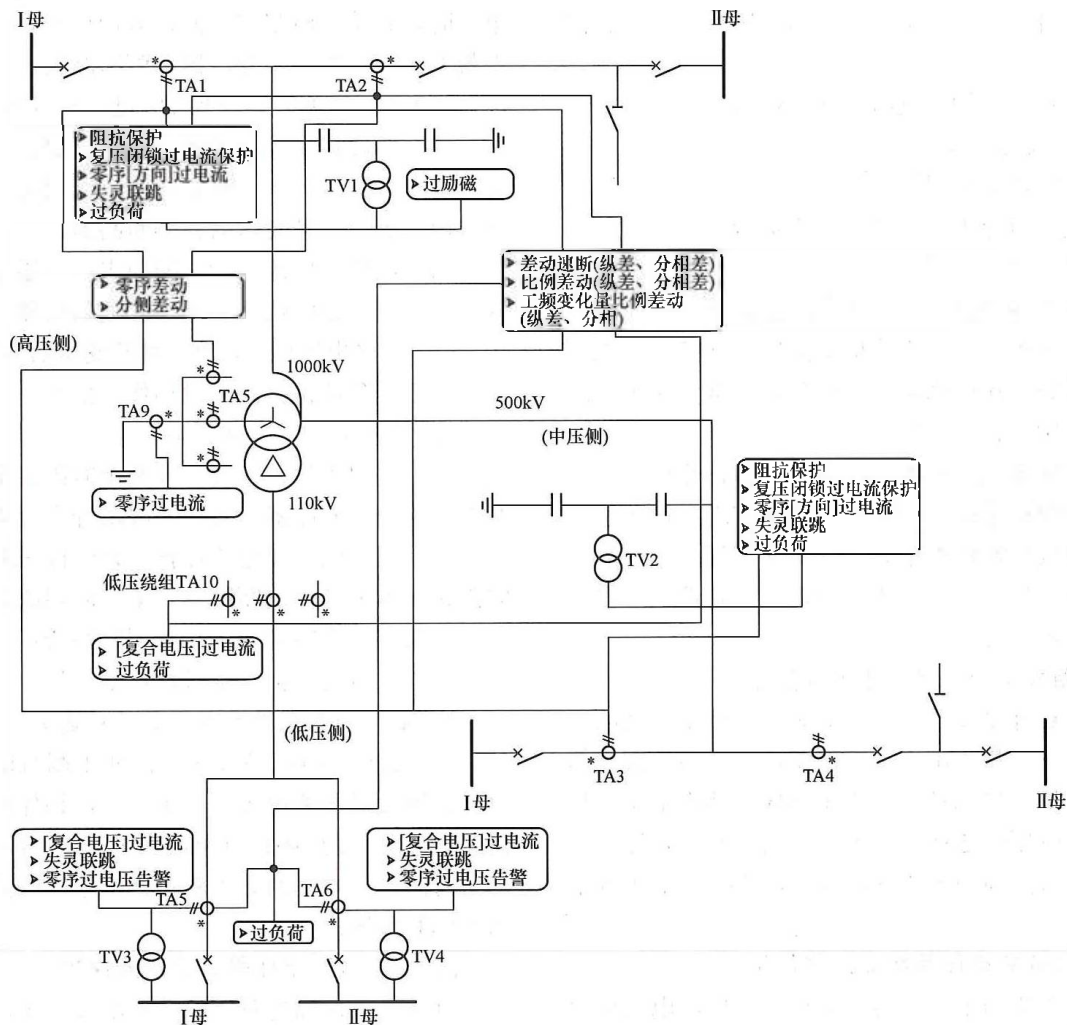 I母
II母
*
*
TA1
TA2
阻抗保护
复压闭锁过电流保护
零序[方向]过电流
失灵联跳
过负荷
TV1
过励磁
零序差动
分侧差动
差动速断(纵差、分相差)
比例差动(纵差、分相差)
工频变化量比例差动
(纵差、分相)
(高压侧)
1000kV
*
TA5
TA9
*
*
*
500kV
(中压侧)
零序过电流
110kV
阻抗保护
复压闭锁过电流保护
零序[方向]过电流
失灵联跳
过负荷
TV2
低压绕组TA10
*
*
*
[复合电压]过电流
过负荷
(低压侧)
*
TA3
*
TA4
I母
II母
[复合电压]过电流
失灵联跳
零序过电压告警
[复合电压]过电流
失灵联跳
零序过电压告警
TA5
TA6
*
*
过负荷
TV3
TV4
I母
II母